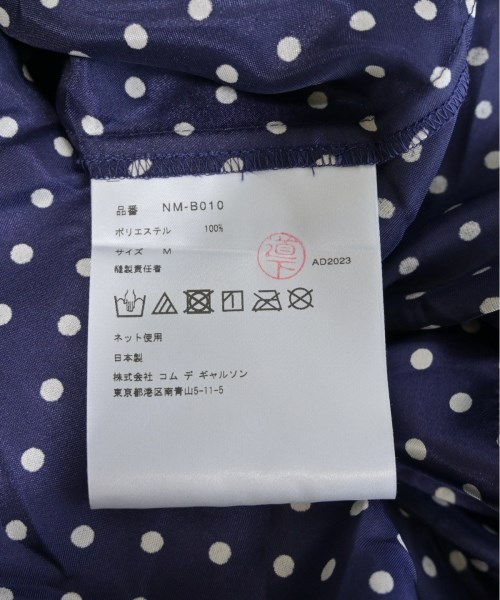 品番 NM-B010
ポリエステル 100%
サイズ M
縫製責任者 道下 AD2023
ネット使用
日本製
株式会社 コム デ ギャルソン
東京都港区南青山5-11-5